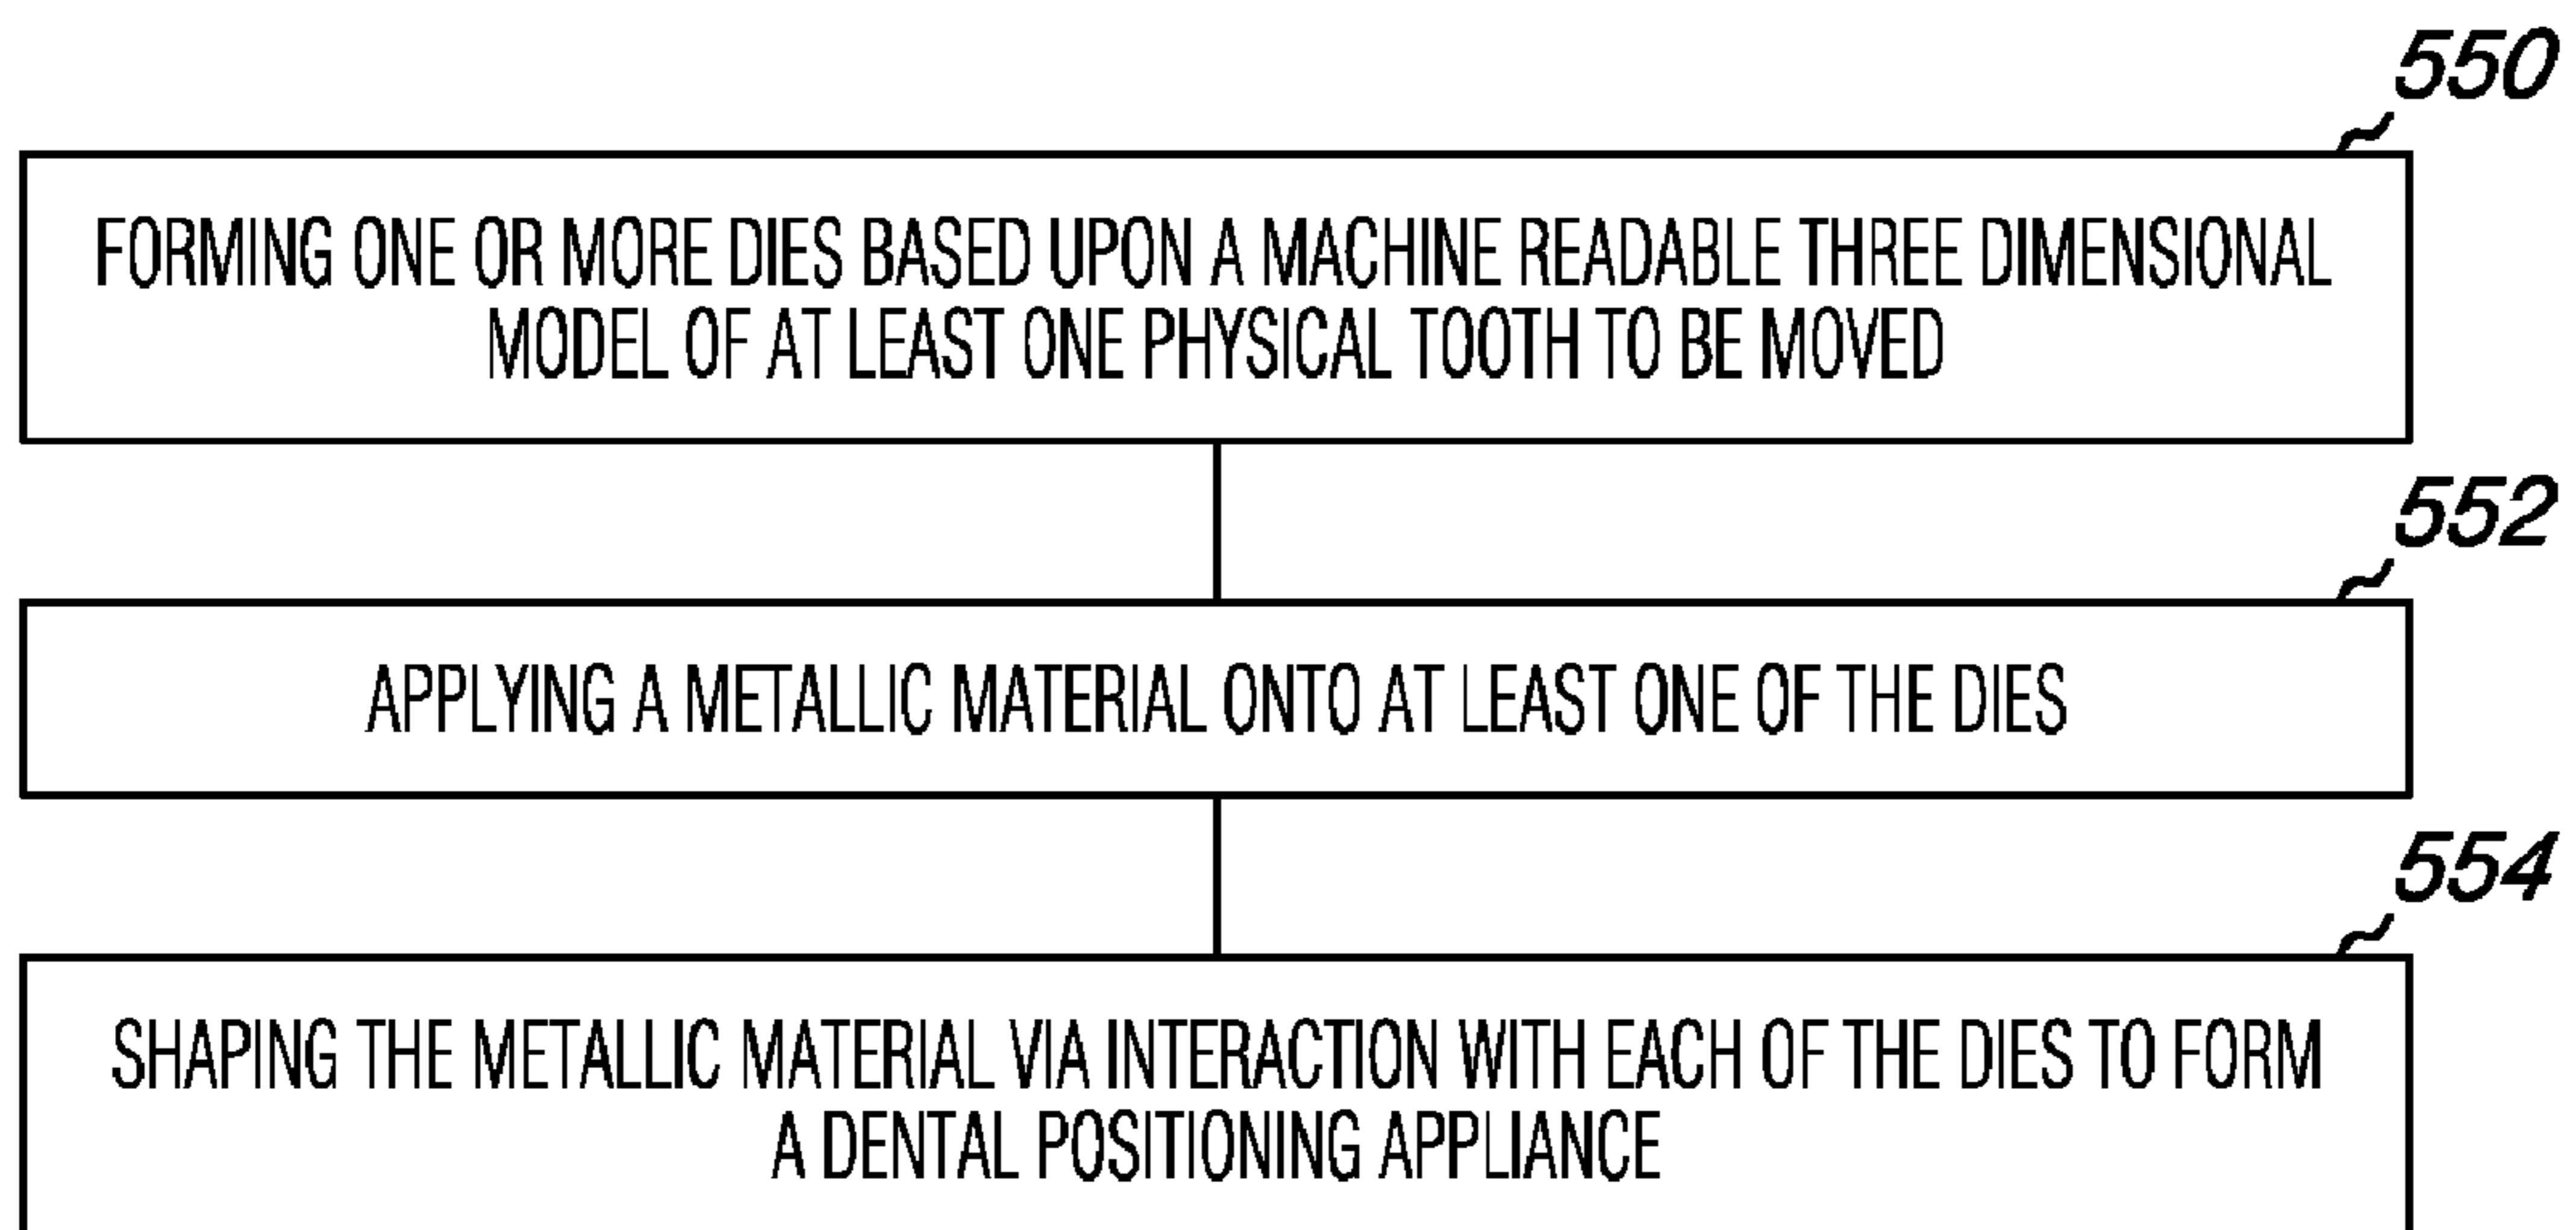 550
FORMING ONE OR MORE DIES BASED UPON A MACHINE READABLE THREE DIMENSIONAL
MODEL OF AT LEAST ONE PHYSICAL TOOTH TO BE MOVED
552
APPLYING A METALLIC MATERIAL ONTO AT LEAST ONE OF THE DIES
554
SHAPING THE METALLIC MATERIAL VIA INTERACTION WITH EACH OF THE DIES TO FORM
A DENTAL POSITIONING APPLIANCE